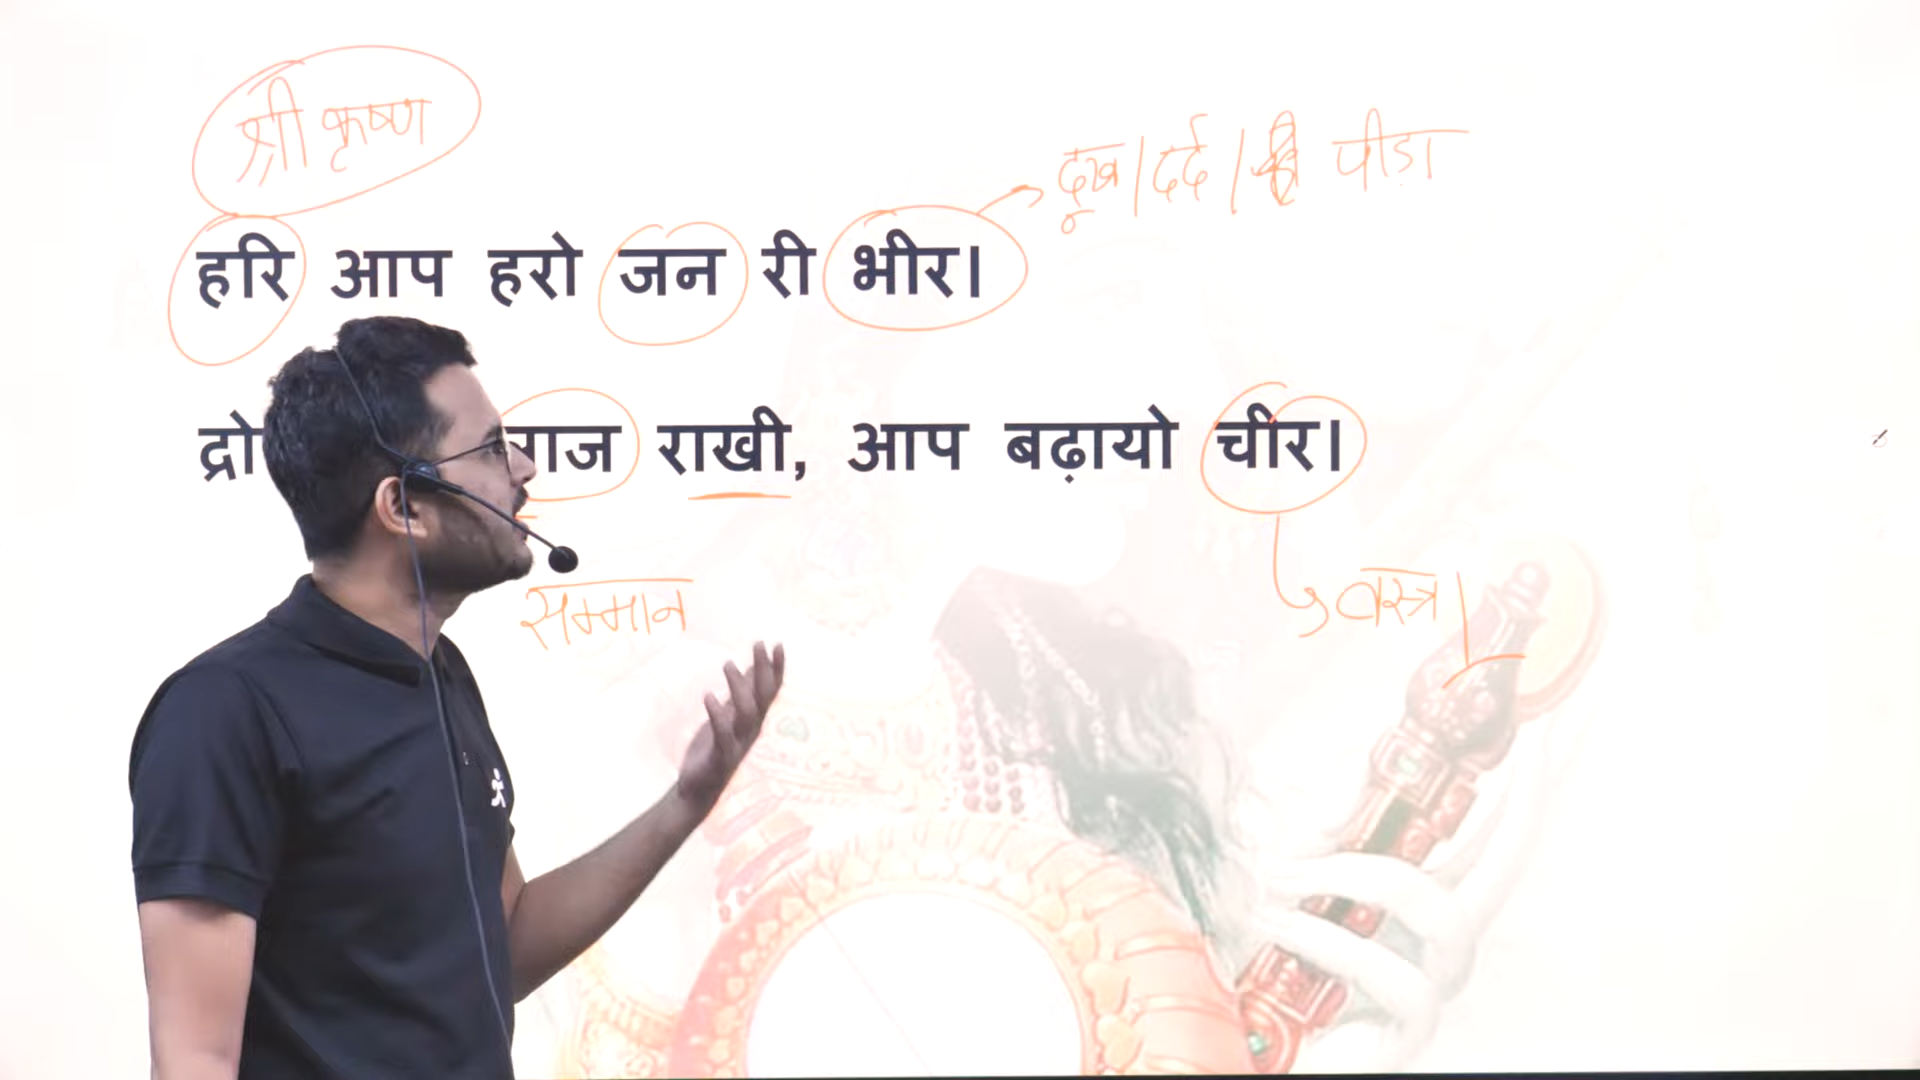 श्री कृष्ण
दूख / दर्द / पीड़ा
हरि आप हरो जन री भीर।
राखी, आप बढ़ायो चीर।
सम्मान
वस्त्र।